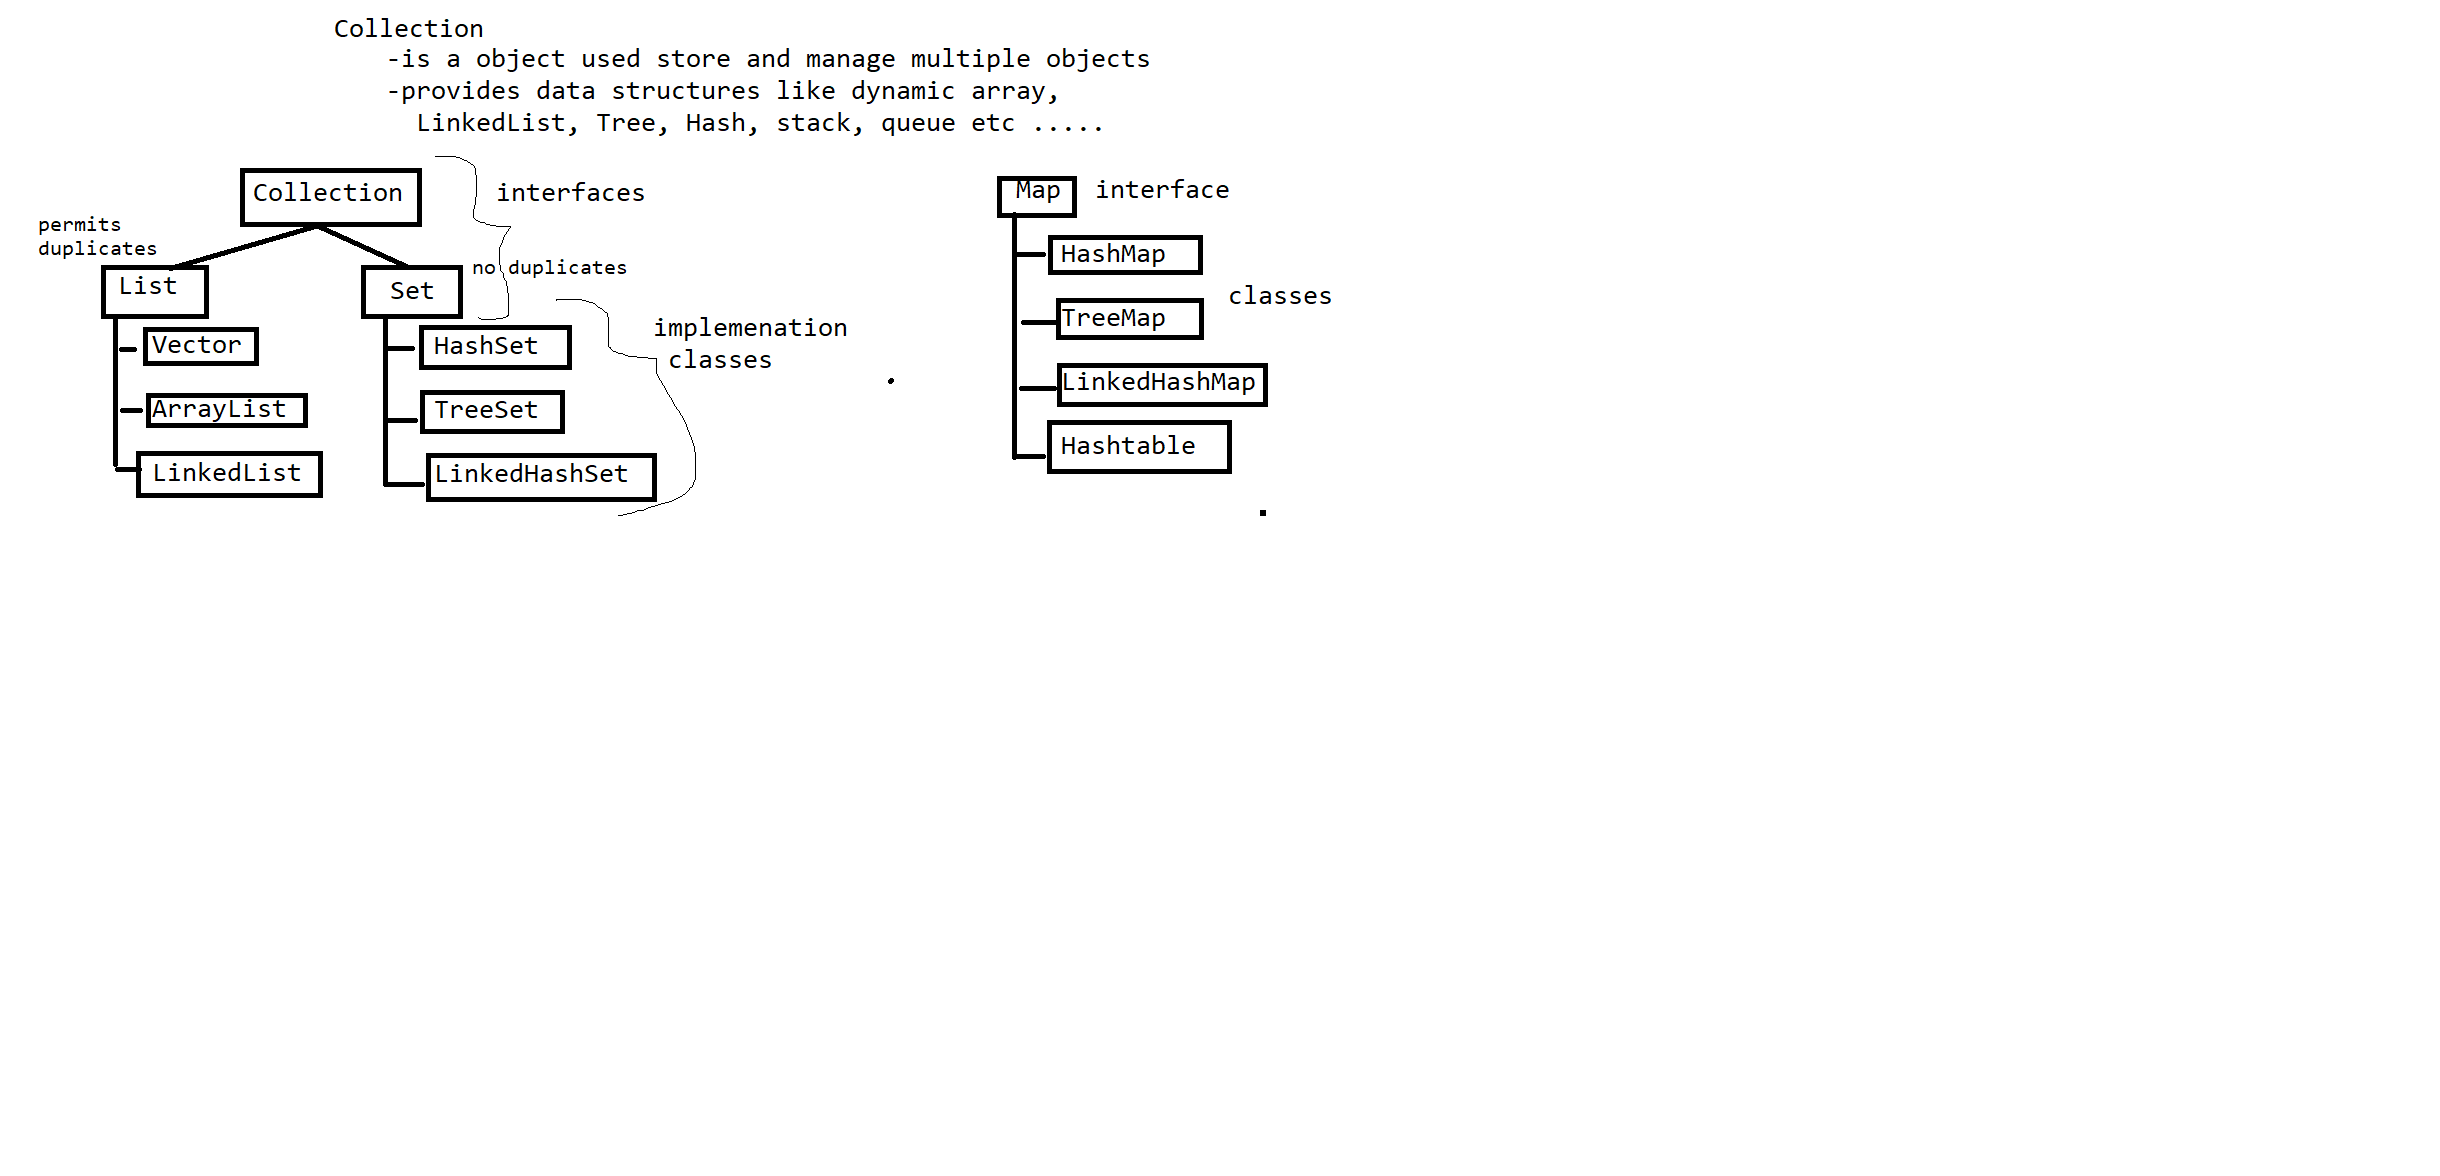 Collection
-is a object used store and manage multiple objects
-provides data structures like dynamic array,
LinkedList, Tree, Hash, stack, queue etc .....
Collection
interfaces
permits
duplicates
List
Set
no duplicates
Vector
ArrayList
LinkedList
HashSet
TreeSet
LinkedHashSet
implemenation
classes
Map
interface
HashMap
classes
TreeMap
LinkedHashMap
Hashtable